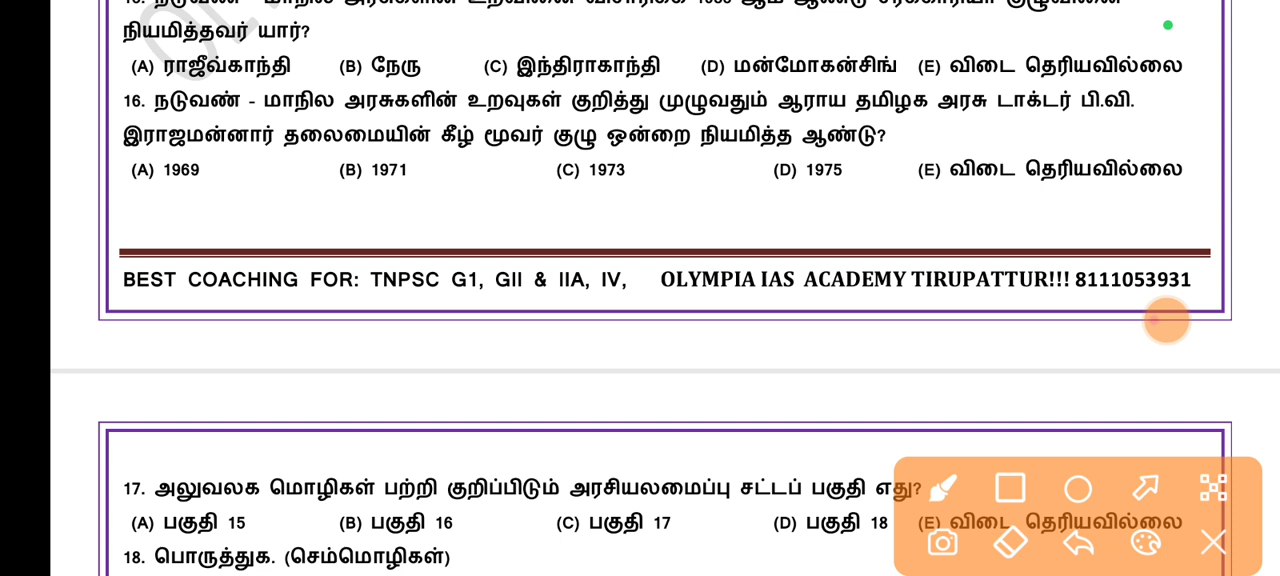 நியமித்தவர் யார்?
(A) ராஜீவ்காந்தி (B) நேரு (C) இந்திராகாந்தி (D) மன்மோகன்சிங் (E) விடை தெரியவில்லை
16. நடுவண் - மாநில அரசுகளின் உறவுகள் குறித்து முழுவதும் ஆராய தமிழக அரசு டாக்டர் பி.வி.
இராஜமன்னார் தலைமையின் கீழ் மூவர் குழு ஒன்றை நியமித்த ஆண்டு?
(A) 1969 (B) 1971 (C) 1973 (D) 1975 (E) விடை தெரியவில்லை
BEST COACHING FOR: TNPSC G1, GII & IIA, IV, OLYMPIA IAS ACADEMY TIRUPATTUR!!! 8111053931
17. அலுவலக மொழிகள் பற்றி குறிப்பிடும் அரசியலமைப்பு சட்டப் பகுதி எது?
(A) பகுதி 15 (B) பகுதி 16 (C) பகுதி 17 (D) பகுதி 18 (E) விடை தெரியவில்லை
18. பொருத்துக. (செம்மொழிகள்)